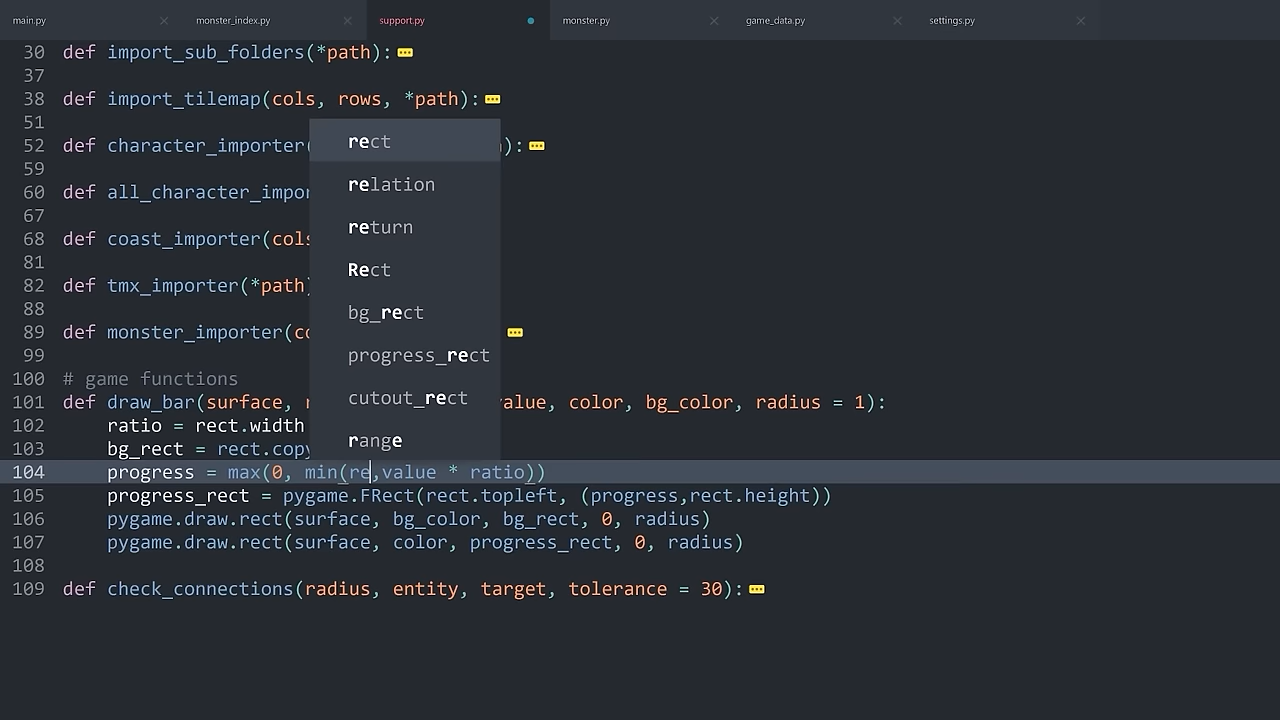 main.py monster_index.py support.py monster.py game_data.py settings.py
30 def import_sub_folders(*path):
37
38 def import_tilemap(cols, rows, *path):
51
52 def character_importer( ):
59
60 def all_character_impor
67
68 def coast_importer(cols
81
82 def tmx_importer(*path)
88
89 def monster_importer(co
99
100 # game functions
101 def draw_bar(surface, r value, color, bg_color, radius = 1):
102 ratio = rect.width
103 bg_rect = rect.copy
104 progress = max(0, min(re,value * ratio))
105 progress_rect = pygame.FRect(rect.topleft, (progress,rect.height))
106 pygame.draw.rect(surface, bg_color, bg_rect, 0, radius)
107 pygame.draw.rect(surface, color, progress_rect, 0, radius)
108
109 def check_connections(radius, entity, target, tolerance = 30):
rect
relation
return
Rect
bg_rect
progress_rect
cutout_rect
range